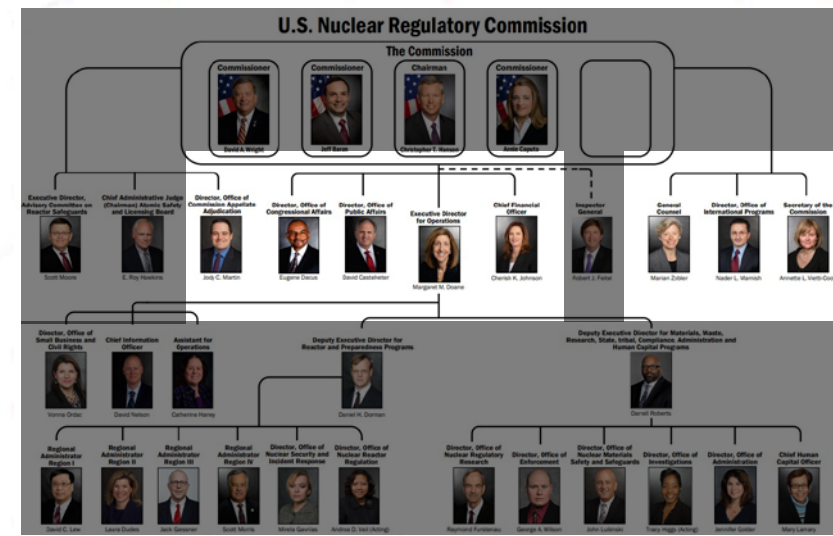 U.S. Nuclear Regulatory Commission
The Commission
Commissioner
David A. Wright
Commissioner
Jeff Baran
Chairman
Christopher T. Hanson
Commissioner
Annie Caputo
Executive Director,
Advisory Committee on
Reactor Safeguards
Scott Moore
Chief Administrative Judge
(Chairman) Atomic Safety
and Licensing Board
E. Roy Hawkens
Director, Office of
Commission Appellate
Adjudication
Jody C. Martin
Director, Office of
Congressional Affairs
Eugene Dacus
Director, Office of
Public Affairs
David Castelveter
Executive Director
for Operations
Margaret M. Doane
Chief Financial
Officer
Cherish K. Johnson
Inspector
General
Robert J. Feitel
General
Counsel
Marian Zobler
Director, Office of
International Programs
Nader L. Mamish
Secretary of the
Commission
Annette L. Vietti-Cook
Director, Office of
Small Business and
Civil Rights
Vonna Ordaz
Chief Information
Officer
David Nelson
Assistant for
Operations
Catherine Haney
Deputy Executive Director for
Reactor and Preparedness Programs
Daniel H. Dorman
Deputy Executive Director for Materials, Waste,
Research, State, tribal, Compliance, Administration and
Human Capital Programs
Darrell Roberts
Regional
Administrator
Region I
David C. Lew
Regional
Administrator
Region II
Laura Dudes
Regional
Administrator
Region III
Jack Giessner
Regional
Administrator
Region IV
Scott Morris
Director, Office of
Nuclear Security and
Incident Response
Mirela Gavrilas
Director, Office of
Nuclear Reactor
Regulation
Andrea D. Veil (Acting)
Director, Office of
Nuclear Regulatory
Research
Raymond Furstenau
Director, Office of
Enforcement
George A. Wilson
Director, Office of
Nuclear Materials
Safety and Safeguards
John Lubinski
Director, Office of
Investigations
Tracy Higgs (Acting)
Director, Office of
Administration
Jennifer Golder
Chief Human
Capital Officer
Mary Lamary